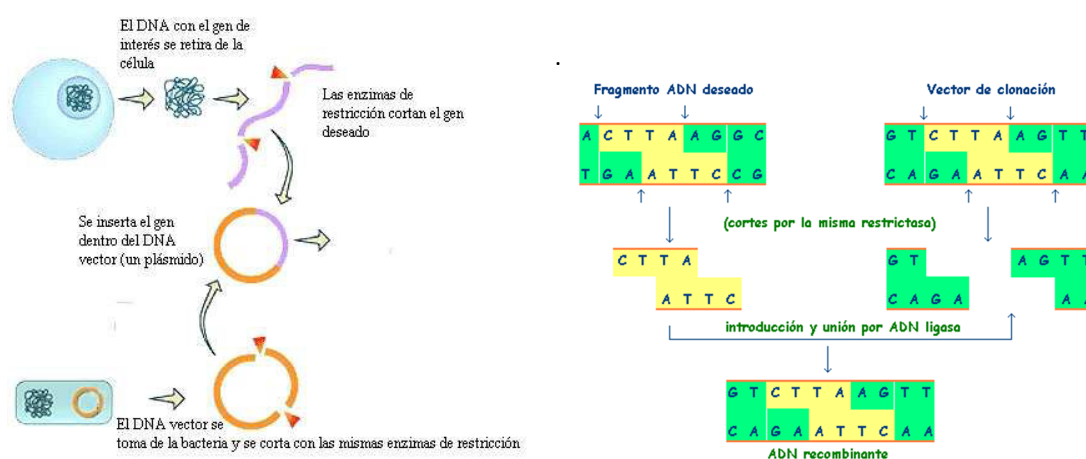 El DNA con el gen de
interés se retira de la
célula
Las enzimas de
restricción cortan el gen
deseado
Se inserta el gen
dentro del DNA
vector (un plásmido)
El DNA vector se
toma de la bacteria y se corta con las mismas enzimas de restricción
Fragmento ADN deseado
Vector de clonación
A C T T A A G G C
G T C T T A A G T T
T G A A T T C C G
C A G A A T T C A A
(cortes por la misma restrictasa)
C T T A
G T
A G T T
A T T C
C A G A
A A
introducción y unión por ADN ligasa
G T C T T A A G T T
C A G A A T T C A A
ADN recombinante